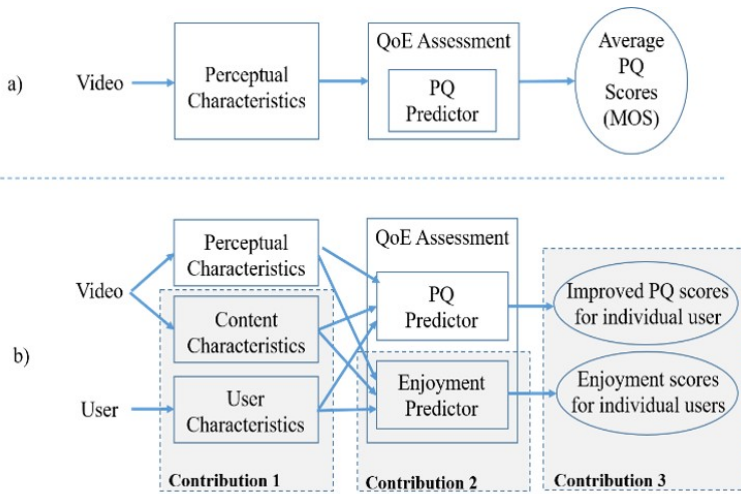 a)
Video
Perceptual
Characteristics
QoE Assessment
PQ
Predictor
Average
PQ
Scores
(MOS)
b)
Video
User
Perceptual
Characteristics
Content
Characteristics
User
Characteristics
Contribution 1
QoE Assessment
PQ
Predictor
Enjoyment
Predictor
Contribution 2
Improved PQ scores
for individual user
Enjoyment scores
for individual users
Contribution 3